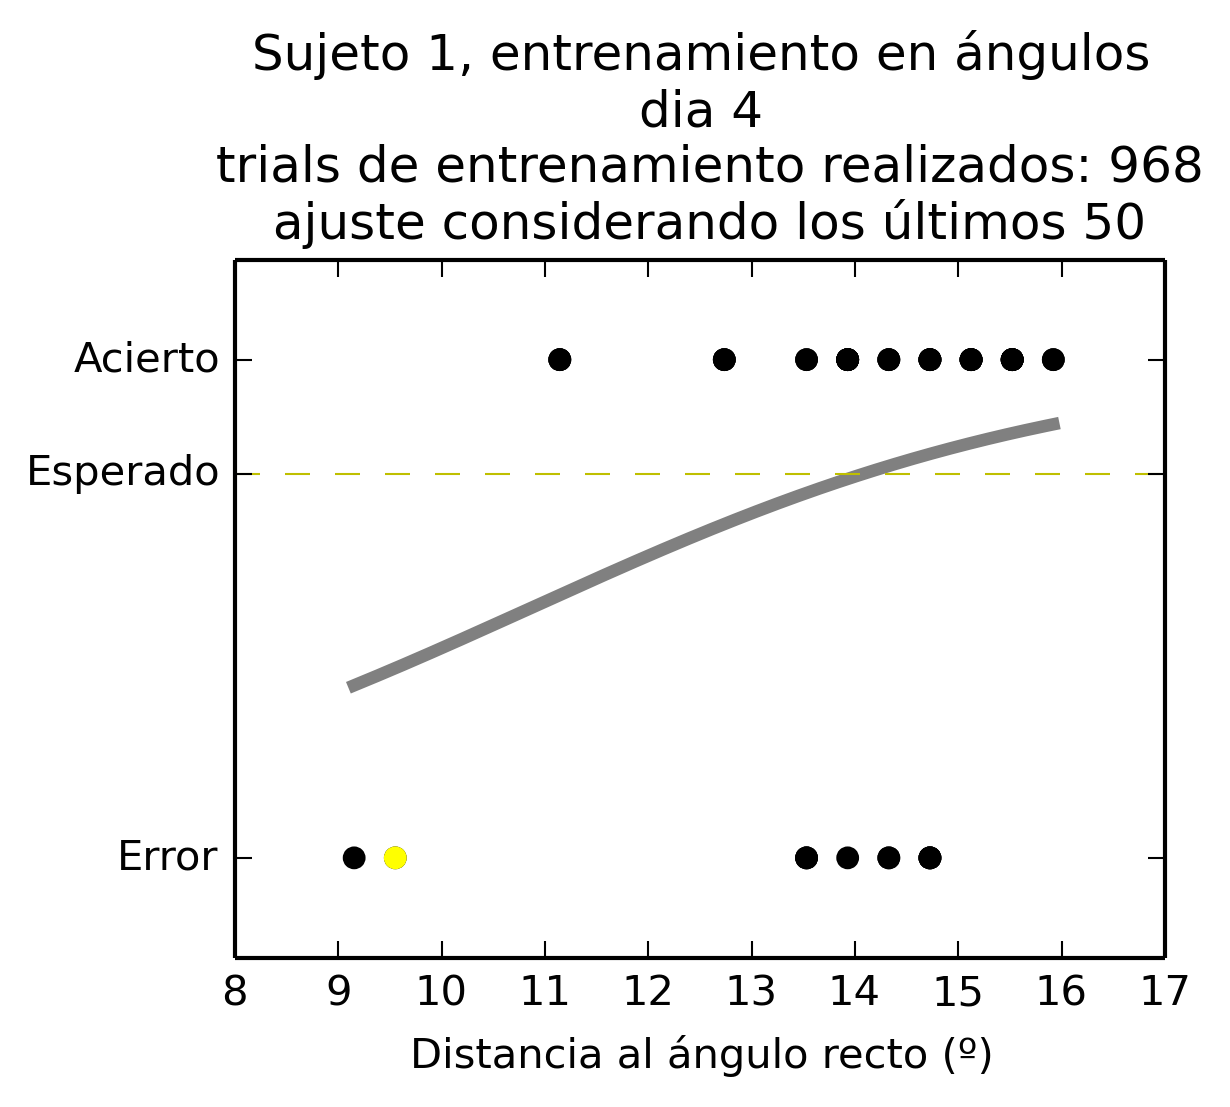 Sujeto 1, entrenamiento en ángulos
dia 4
trials de entrenamiento realizados: 968
ajuste considerando los últimos 50
Acierto
Esperado
Error
8 9 10 11 12 13 14 15 16 17
Distancia al ángulo recto (º)